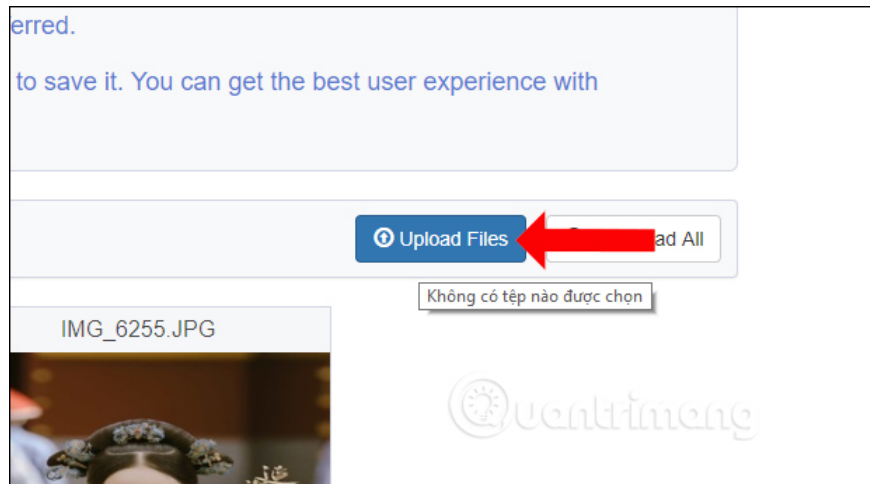 erred.
to save it. You can get the best user experience with
Upload Files
ad All
Không có tệp nào được chọn
IMG_6255.JPG
Quantrimang